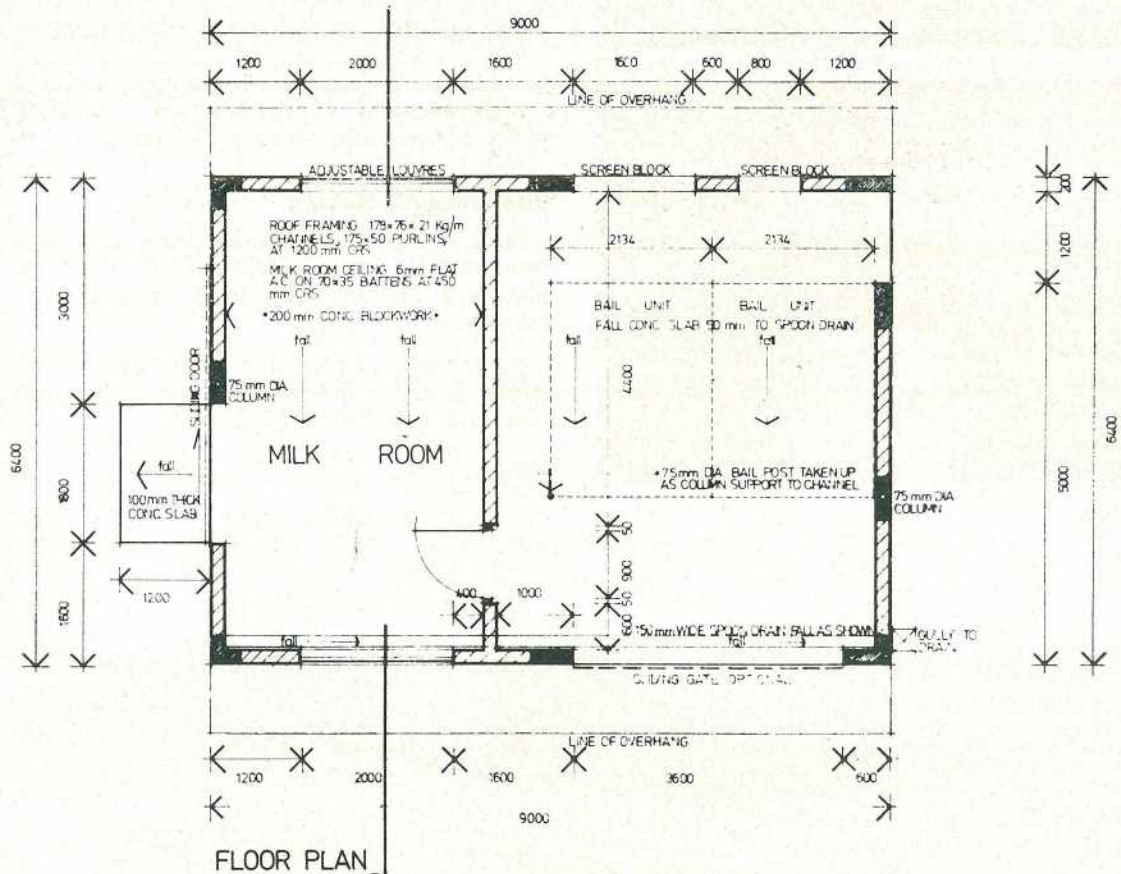 9000
1200 2000 1600 1600 600 800 1200
LINE OF OVERHANG
ADJUSTABLE LOUVRES SCREEN BLOCK SCREEN BLOCK
200
ROOF FRAMING 178×76×21 Kg/m
CHANNELS, 175×50 PURLINS,
AT 1200 mm CRS
2134 2134
1200
MILK ROOM CEILING 6mm FLAT
A.C. ON 70×35 BATTENS AT 450
mm CRS
3000
BAIL UNIT BAIL UNIT
•200 mm CONC. BLOCKWORK•
FALL CONC SLAB 50 mm TO SPOON DRAIN
fall fall fall fall
4400
75 mm DIA
COLUMN
SLIDING DOOR
6400 6400
MILK ROOM
fall
1800
•75mm DIA BAIL POST TAKEN UP
AS COLUMN SUPPORT TO CHANNEL
5000
100mm THICK
CONC. SLAB
75 mm DIA
COLUMN
50
900
1200
400 1000
50
1600
600
150mm WIDE SPOON DRAIN FALL AS SHOWN
fall fall
GULLY TO
DRAIN
SLIDING GATE OPTIONAL
LINE OF OVERHANG
1200 2000 1600 3600 600
9000
FLOOR PLAN